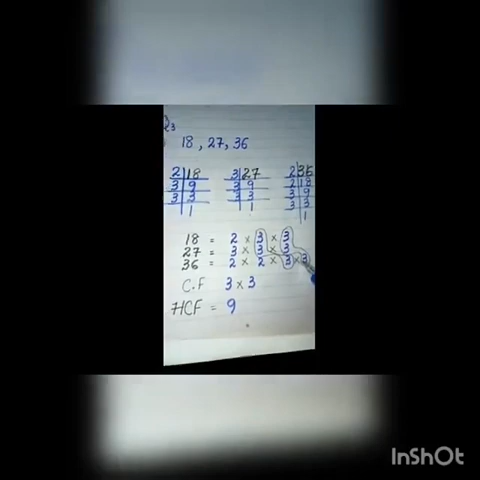 Q3
18, 27, 36
2|18 3|27 2|36
3|9 3|9 2|18
3|3 3|3 3|9
1 1 3|3
1
18 = 2 × 3 × 3
27 = 3 × 3 × 3
36 = 2 × 2 × 3 × 3
C.F 3 × 3
HCF = 9
InShOt